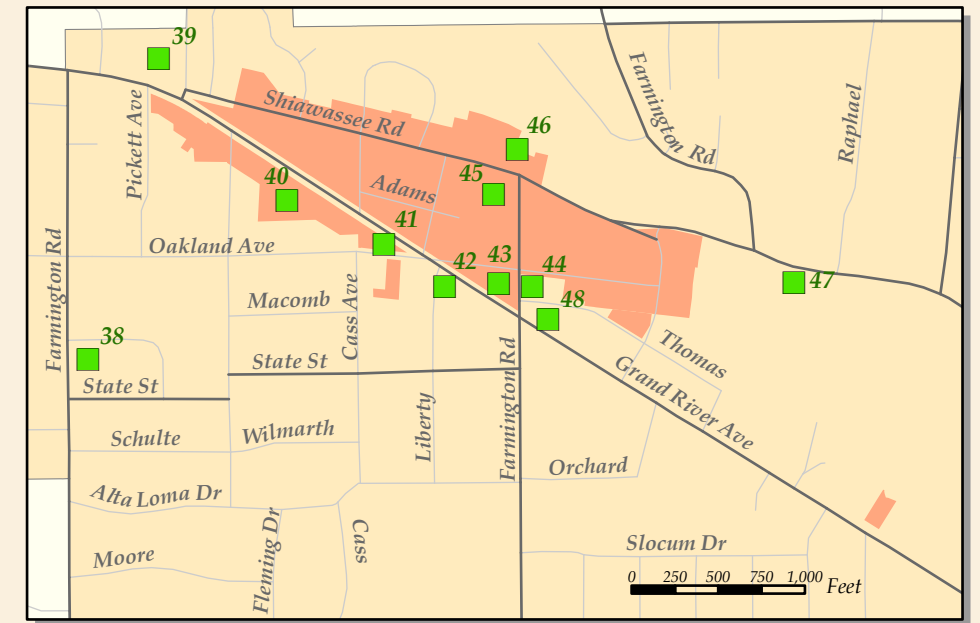 39
Farmington Rd
Raphael
Pickett Ave
Shiawassee Rd
46
45
Adams
40
41
Oakland Ave
42
43
44
47
48
Farmington Rd
Macomb
Cass Ave
38
State St
State St
Farmington Rd
Thomas
Grand River Ave
Schulte
Wilmarth
Liberty
Orchard
Alta Loma Dr
Fleming Dr
Cass
Moore
Slocum Dr
0 250 500 750 1,000 Feet